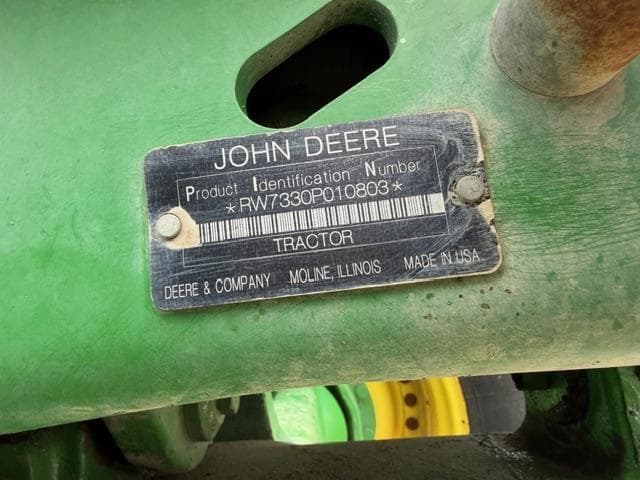 JOHN DEERE
Product Identification Number
*RW7330P010803*
TRACTOR
DEERE & COMPANY MOLINE, ILLINOIS MADE IN USA